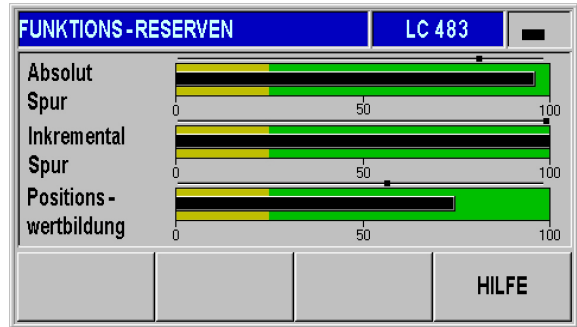 FUNKTIONS-RESERVEN LC 483
Absolut
Spur
0 50 100
Inkremental
Spur
0 50 100
Positions-
wertbildung
0 50 100
HILFE